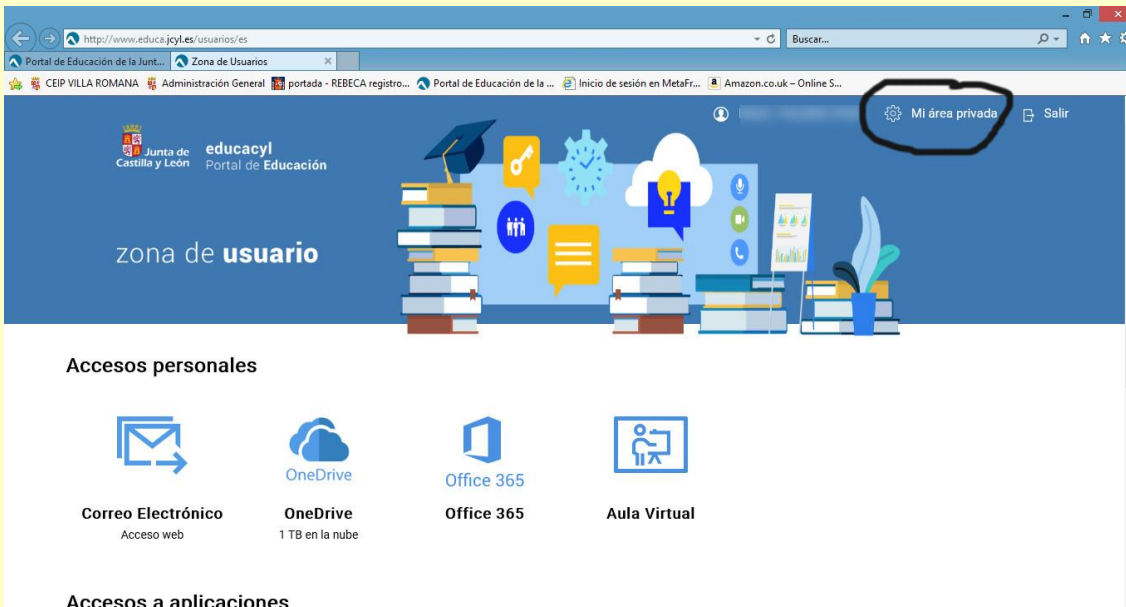 http://www.educa.jcyl.es/usuarios/es
Buscar...
Portal de Educación de la Junt...
Zona de Usuarios
CEIP VILLA ROMANA
Administración General
portada - REBECA registro...
Portal de Educación de la ...
Inicio de sesión en MetaFr...
Amazon.co.uk – Online S...
Mi área privada
Salir
Junta de
Castilla y León
educacyl
Portal de Educación
zona de usuario
Accesos personales
OneDrive
Office 365
Correo Electrónico
OneDrive
Office 365
Aula Virtual
Acceso web
1 TB en la nube
Accesos a aplicaciones